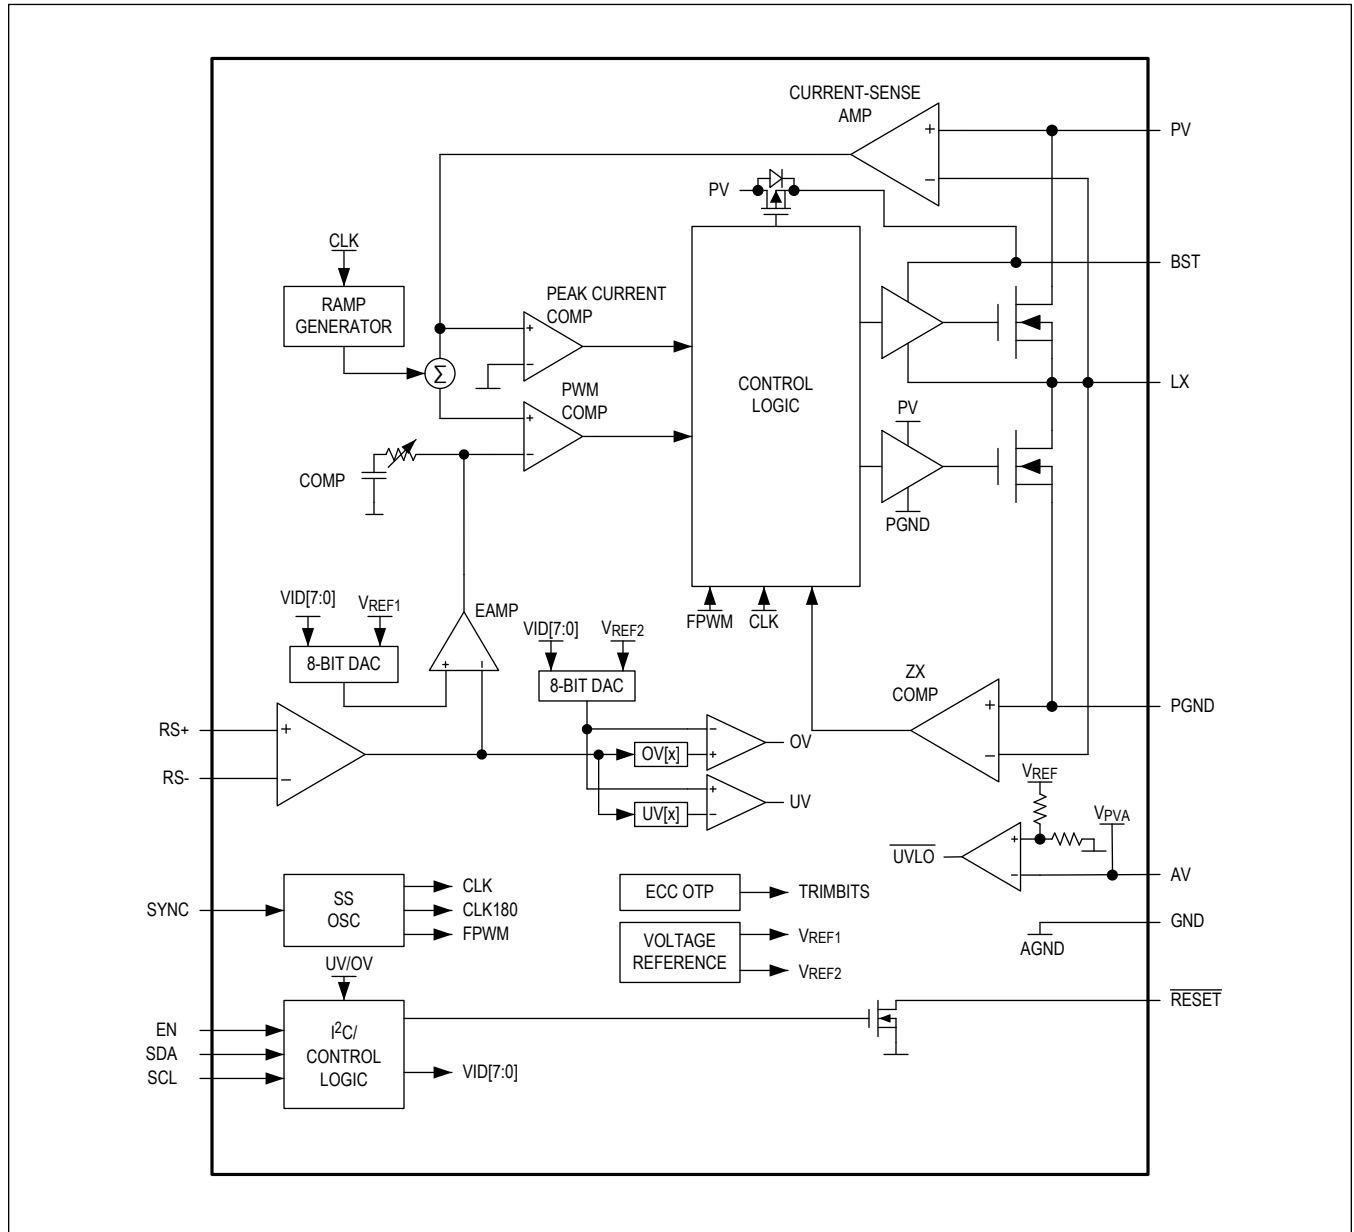 CURRENT-SENSE
AMP
+
−
PV
PV
CLK
BST
RAMP
GENERATOR
PEAK CURRENT
COMP
+
−
Σ
CONTROL
LOGIC
LX
PWM
COMP
+
−
PV
COMP
PGND
VID[7:0]
VREF1
EAMP
FPWM
CLK
VID[7:0]
VREF2
8-BIT DAC
+
−
8-BIT DAC
ZX
COMP
+
−
PGND
RS+
+
RS-
−
OV[x]
−
+
OV
UV[x]
+
−
UV
VREF
VPVA
UVLO
+
−
AV
SYNC
SS
OSC
CLK
CLK180
FPWM
ECC OTP
TRIMBITS
VOLTAGE
REFERENCE
VREF1
VREF2
GND
AGND
UV/OV
RESET
EN
SDA
SCL
I2C/
CONTROL
LOGIC
VID[7:0]